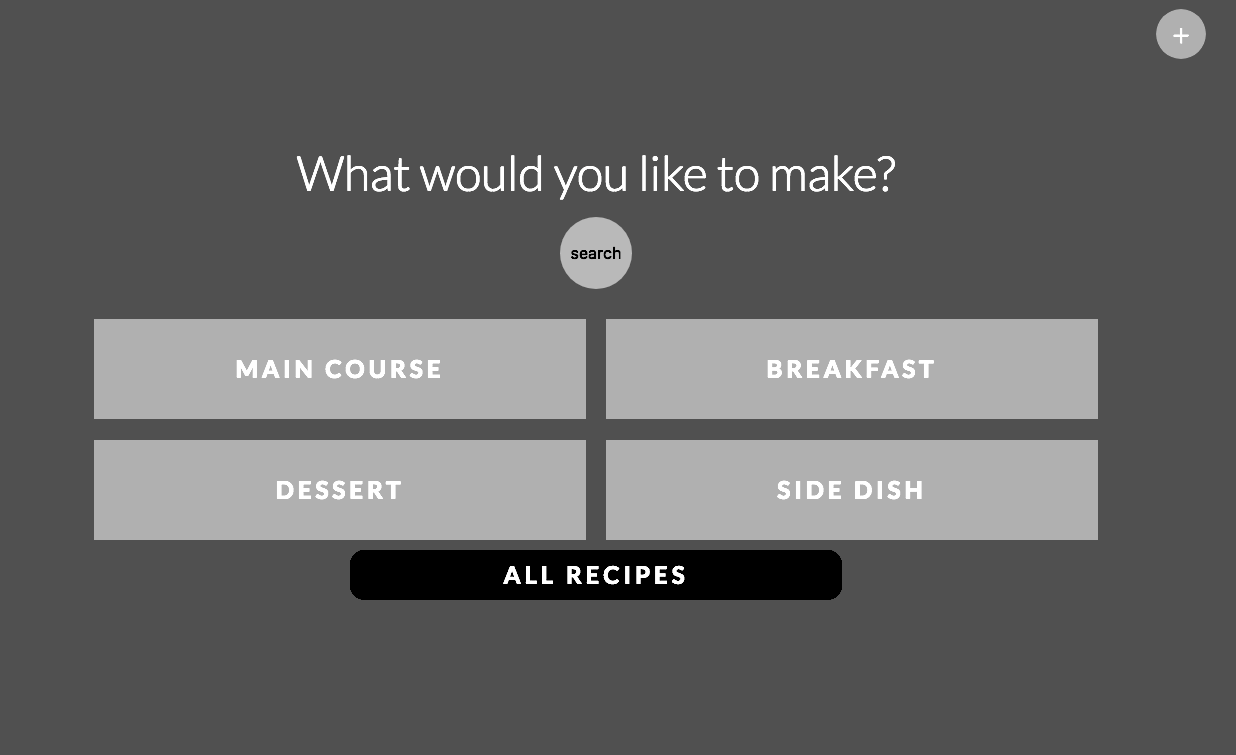 +
What would you like to make?
search
MAIN COURSE
BREAKFAST
DESSERT
SIDE DISH
ALL RECIPES